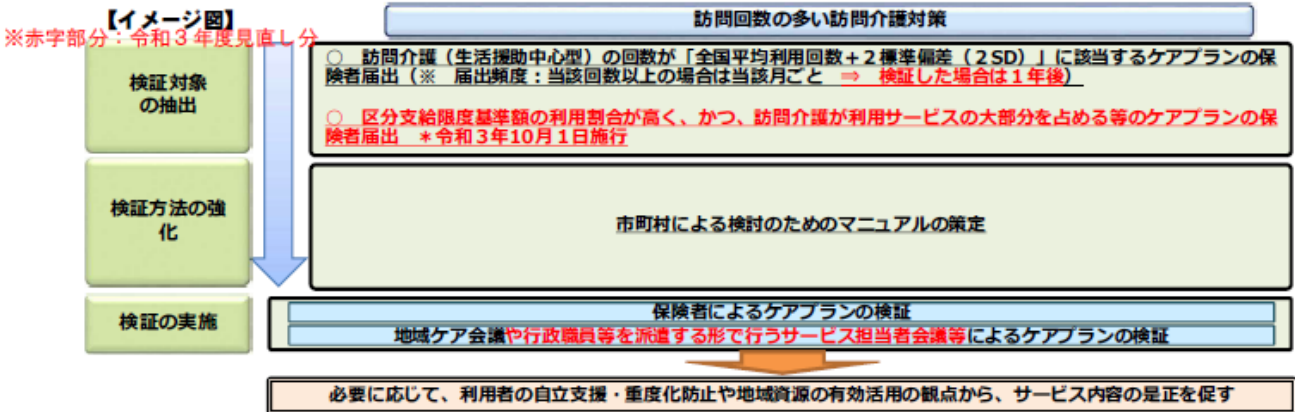 【イメージ図】
※赤字部分：令和３年度見直し分
訪問回数の多い訪問介護対策
検証対象
の抽出
○　訪問介護（生活援助中心型）の回数が「全国平均利用回数＋２標準偏差（２SD）」に該当するケアプランの保
険者届出（※　届出頻度：当該回数以上の場合は当該月ごと　⇒　検証した場合は１年後）
○　区分支給限度基準額の利用割合が高く、かつ、訪問介護が利用サービスの大部分を占める等のケアプランの保
険者届出　＊令和３年10月１日施行
検証方法の強
化
市町村による検討のためのマニュアルの策定
検証の実施
保険者によるケアプランの検証
地域ケア会議や行政職員等を派遣する形で行うサービス担当者会議等によるケアプランの検証
必要に応じて、利用者の自立支援・重度化防止や地域資源の有効活用の観点から、サービス内容の是正を促す